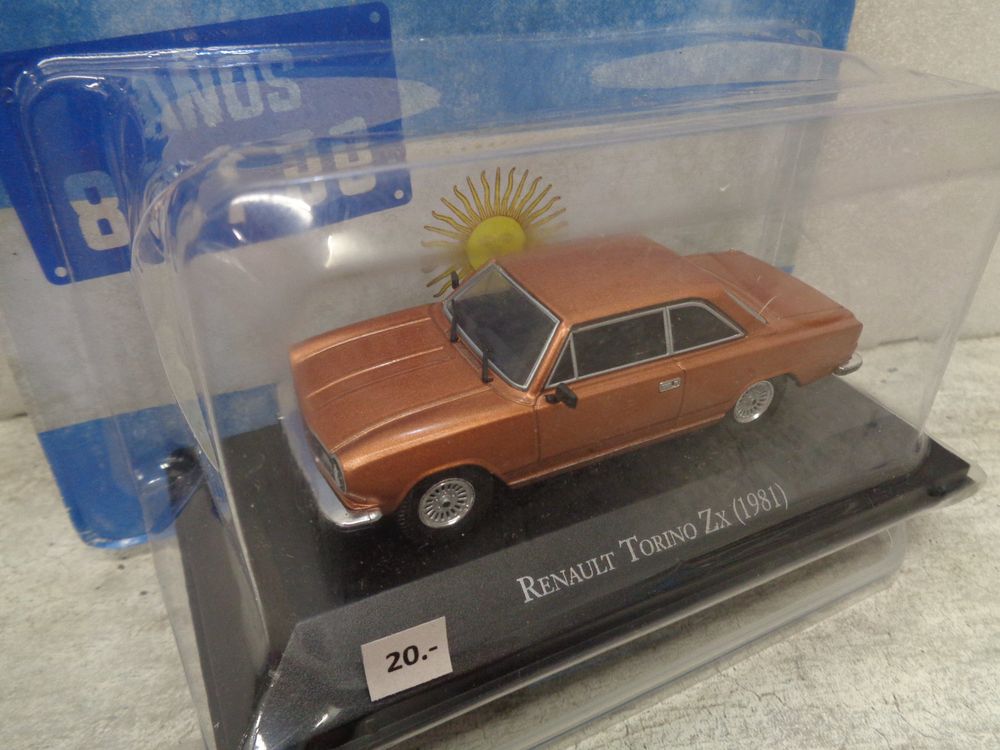 AÑOS
RENAULT TORINO ZX (1981)
20.-